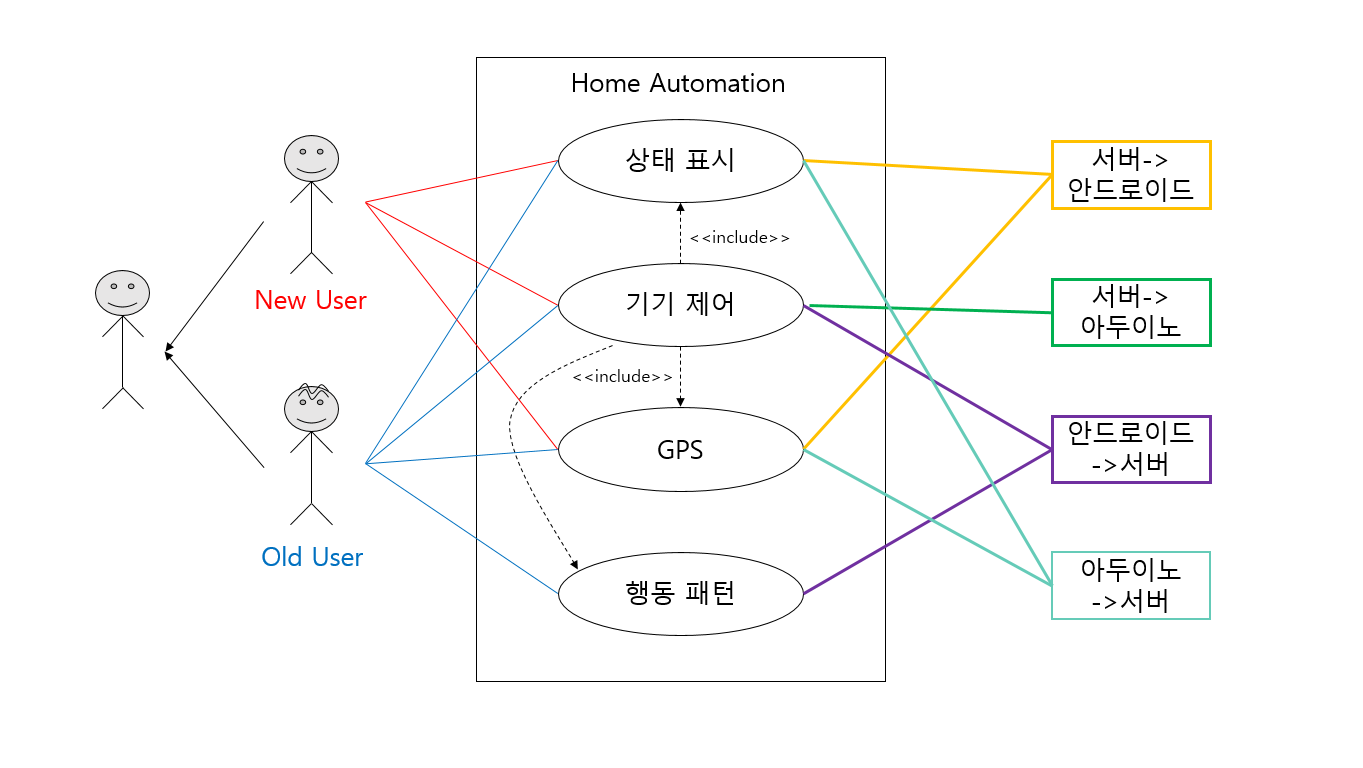 Home Automation
상태 표시
<<include>>
기기 제어
<<include>>
GPS
행동 패턴
New User
Old User
서버->
안드로이드
서버->
아두이노
안드로이드
->서버
아두이노
->서버